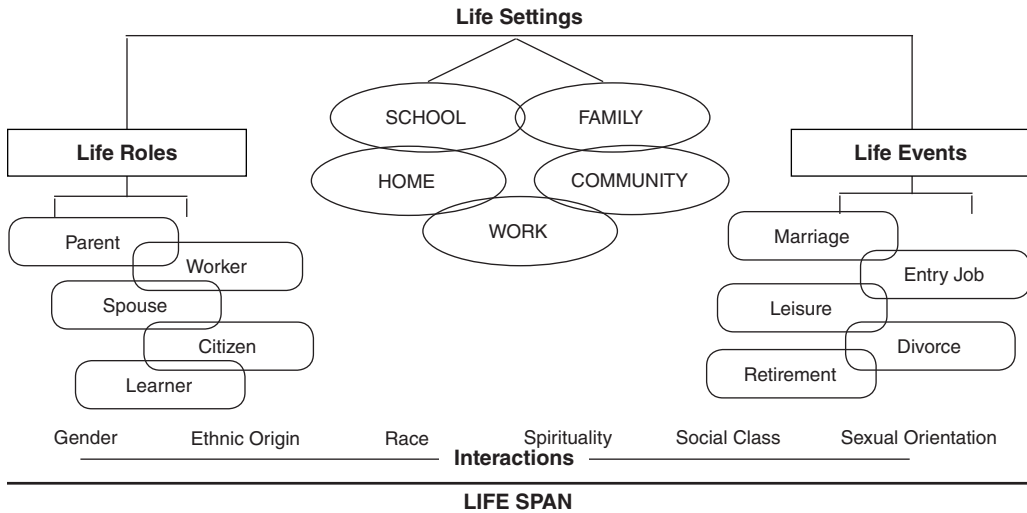 Life Settings
SCHOOL FAMILY
Life Roles
Life Events
HOME COMMUNITY
WORK
Parent
Worker
Spouse
Citizen
Learner
Marriage
Entry Job
Leisure
Divorce
Retirement
Gender Ethnic Origin Race Spirituality Social Class Sexual Orientation
Interactions
LIFE SPAN